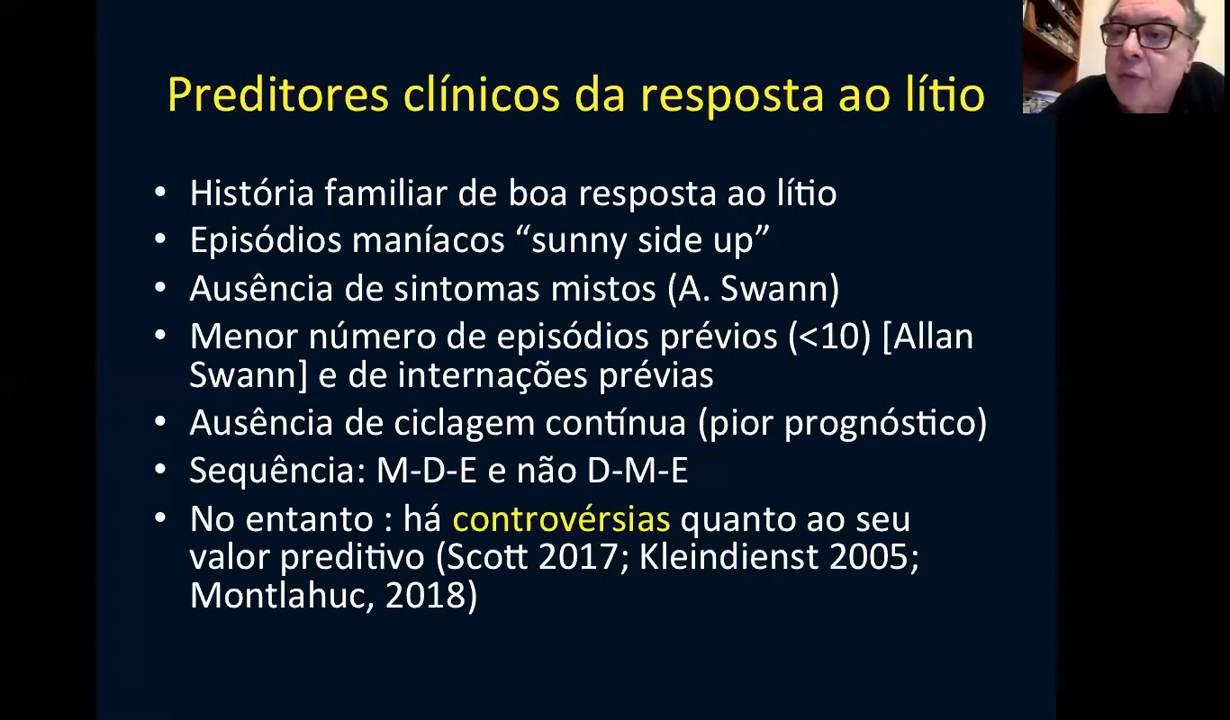 Preditores clínicos da resposta ao lítio
• História familiar de boa resposta ao lítio
• Episódios maníacos “sunny side up”
• Ausência de sintomas mistos (A. Swann)
• Menor número de episódios prévios (<10) [Allan
Swann] e de internações prévias
• Ausência de ciclagem contínua (pior prognóstico)
• Sequência: M-D-E e não D-M-E
• No entanto : há controvérsias quanto ao seu
valor preditivo (Scott 2017; Kleindienst 2005;
Montlahuc, 2018)